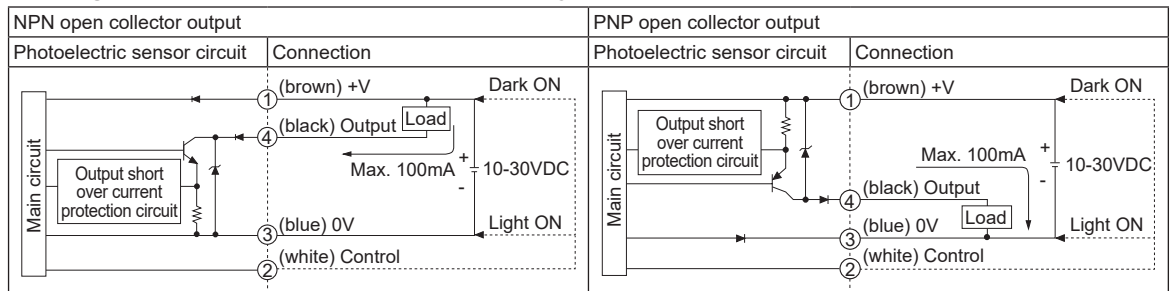 NPN open collector output
Photoelectric sensor circuit
Connection
Main circuit
Output short
over current
protection circuit
1
(brown) +V
Dark ON
4
(black) Output
Load
Max. 100mA
+
-
10-30VDC
3
(blue) 0V
Light ON
2
(white) Control
PNP open collector output
Photoelectric sensor circuit
Connection
Main circuit
Output short
over current
protection circuit
1
(brown) +V
Dark ON
Max. 100mA
+
-
10-30VDC
4
(black) Output
Load
3
(blue) 0V
Light ON
2
(white) Control